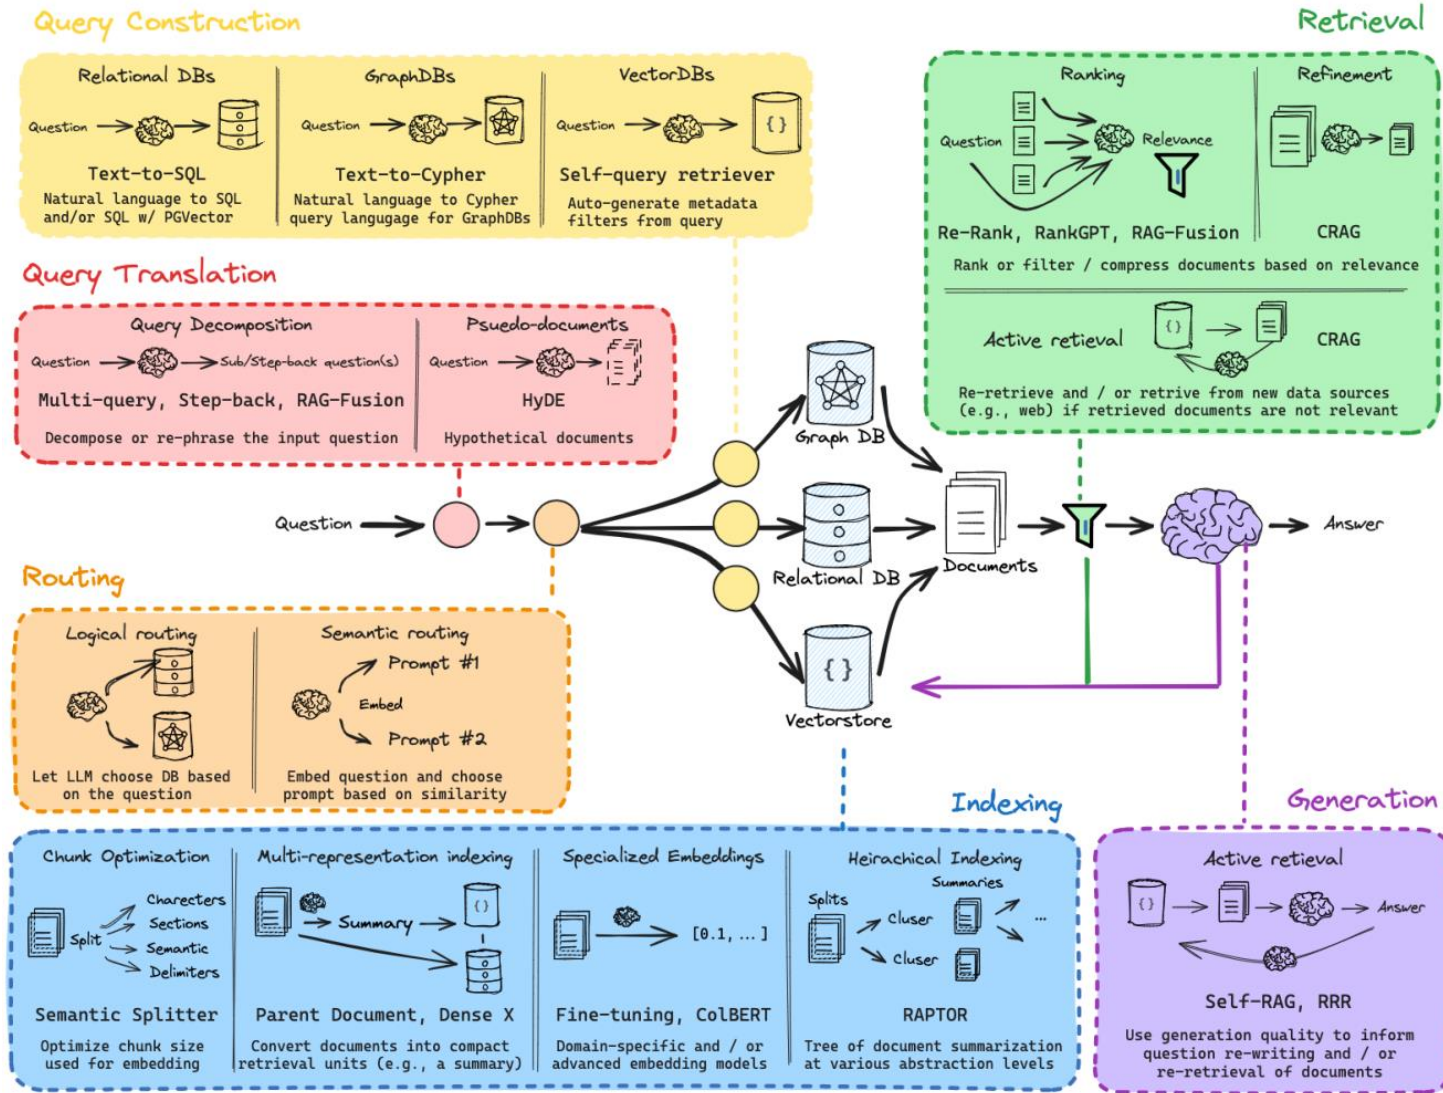 Query Construction
Relational DBs
Question
Text-to-SQL
Natural language to SQL
and/or SQL w/ PGVector
GraphDBs
Question
Text-to-Cypher
Natural language to Cypher
query langugage for GraphDBs
VectorDBs
Question
{ }
Self-query retriever
Auto-generate metadata
filters from query
Retrieval
Ranking
Question
Relevance
Re-Rank, RankGPT, RAG-Fusion
Refinement
CRAG
Rank or filter / compress documents based on relevance
Active retieval
{ }
CRAG
Re-retrieve and / or retrive from new data sources
(e.g., web) if retrieved documents are not relevant
Query Translation
Query Decomposition
Question
Sub/Step-back question(s)
Multi-query, Step-back, RAG-Fusion
Decompose or re-phrase the input question
Psuedo-documents
Question
HyDE
Hypothetical documents
Question
Graph DB
Relational DB
{ }
Vectorstore
Documents
Answer
Routing
Logical routing
Let LLM choose DB based
on the question
Semantic routing
Prompt #1
Embed
Prompt #2
Embed question and choose
prompt based on similarity
Indexing
Chunk Optimization
Split
Charecters
Sections
Semantic
Delimiters
Semantic Splitter
Optimize chunk size
used for embedding
Multi-representation indexing
Summary
{ }
Parent Document, Dense X
Convert documents into compact
retrieval units (e.g., a summary)
Specialized Embeddings
[0.1, ... ]
Fine-tuning, ColBERT
Domain-specific and / or
advanced embedding models
Heirachical Indexing
Splits
Summaries
Cluser
Cluser
...
RAPTOR
Tree of document summarization
at various abstraction levels
Generation
Active retieval
{ }
Answer
Self-RAG, RRR
Use generation quality to inform
question re-writing and / or
re-retrieval of documents